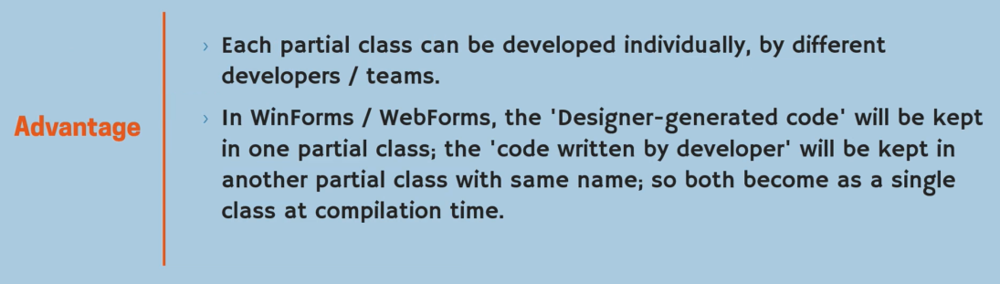 Advantage
› Each partial class can be developed individually, by different
developers / teams.
› In WinForms / WebForms, the 'Designer-generated code' will be kept
in one partial class; the 'code written by developer' will be kept in
another partial class with same name; so both become as a single
class at compilation time.